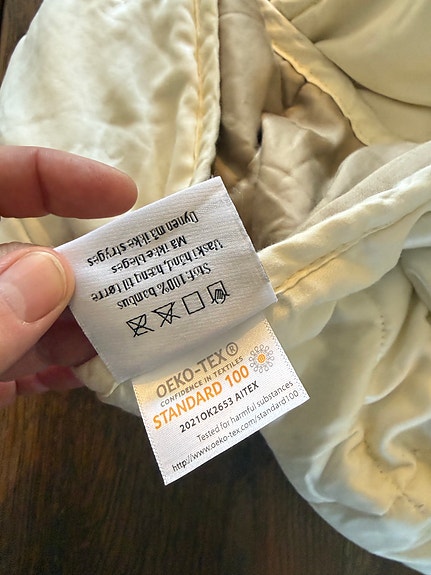 Stof: 100% bambus
Vask i hånd, heng til tørre
Må ikke bleges
Dynen må ikke stryges
OEKO-TEX®
CONFIDENCE IN TEXTILES
STANDARD 100
2021OK2653 AITEX
Tested for harmful substances
http://www.oeko-tex.com/standard100